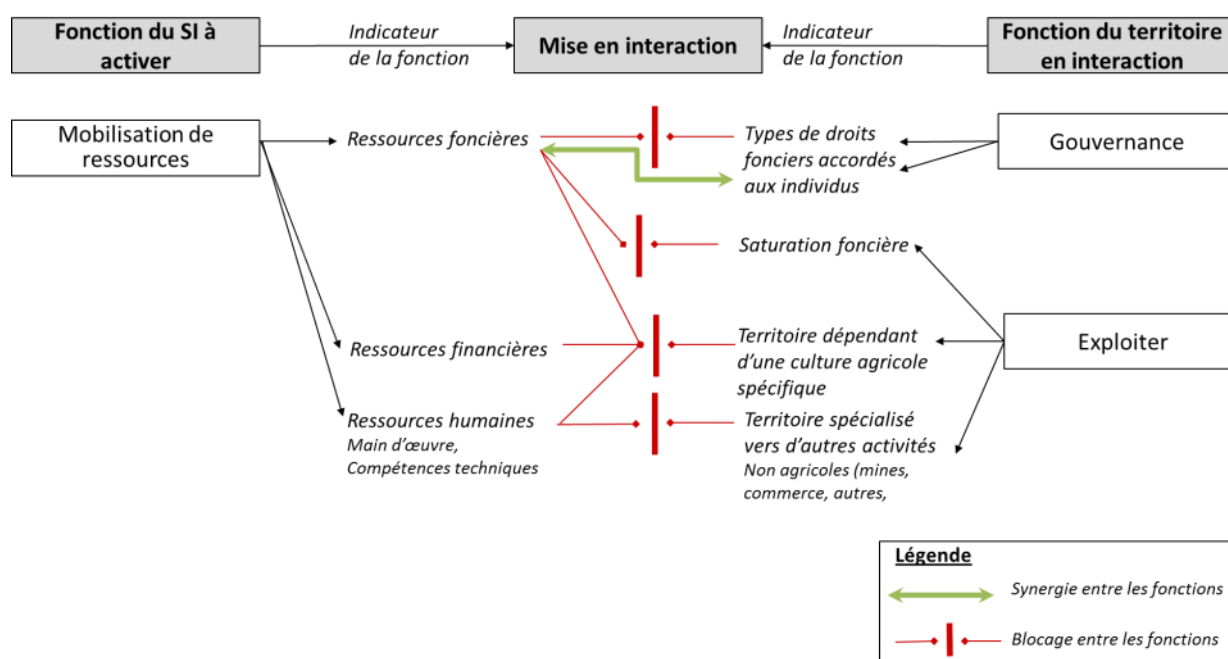 Fonction du SI à
activer
Indicateur
de la fonction
Mise en interaction
Indicateur
de la fonction
Fonction du territoire
en interaction
Mobilisation de
ressources
Ressources foncières
Types de droits
fonciers accordés
aux individus
Gouvernance
Saturation foncière
Ressources financières
Territoire dépendant
d'une culture agricole
spécifique
Exploiter
Ressources humaines
Main d'œuvre,
Compétences techniques
Territoire spécialisé
vers d'autres activités
Non agricoles (mines,
commerce, autres,
Légende
Synergie entre les fonctions
Blocage entre les fonctions